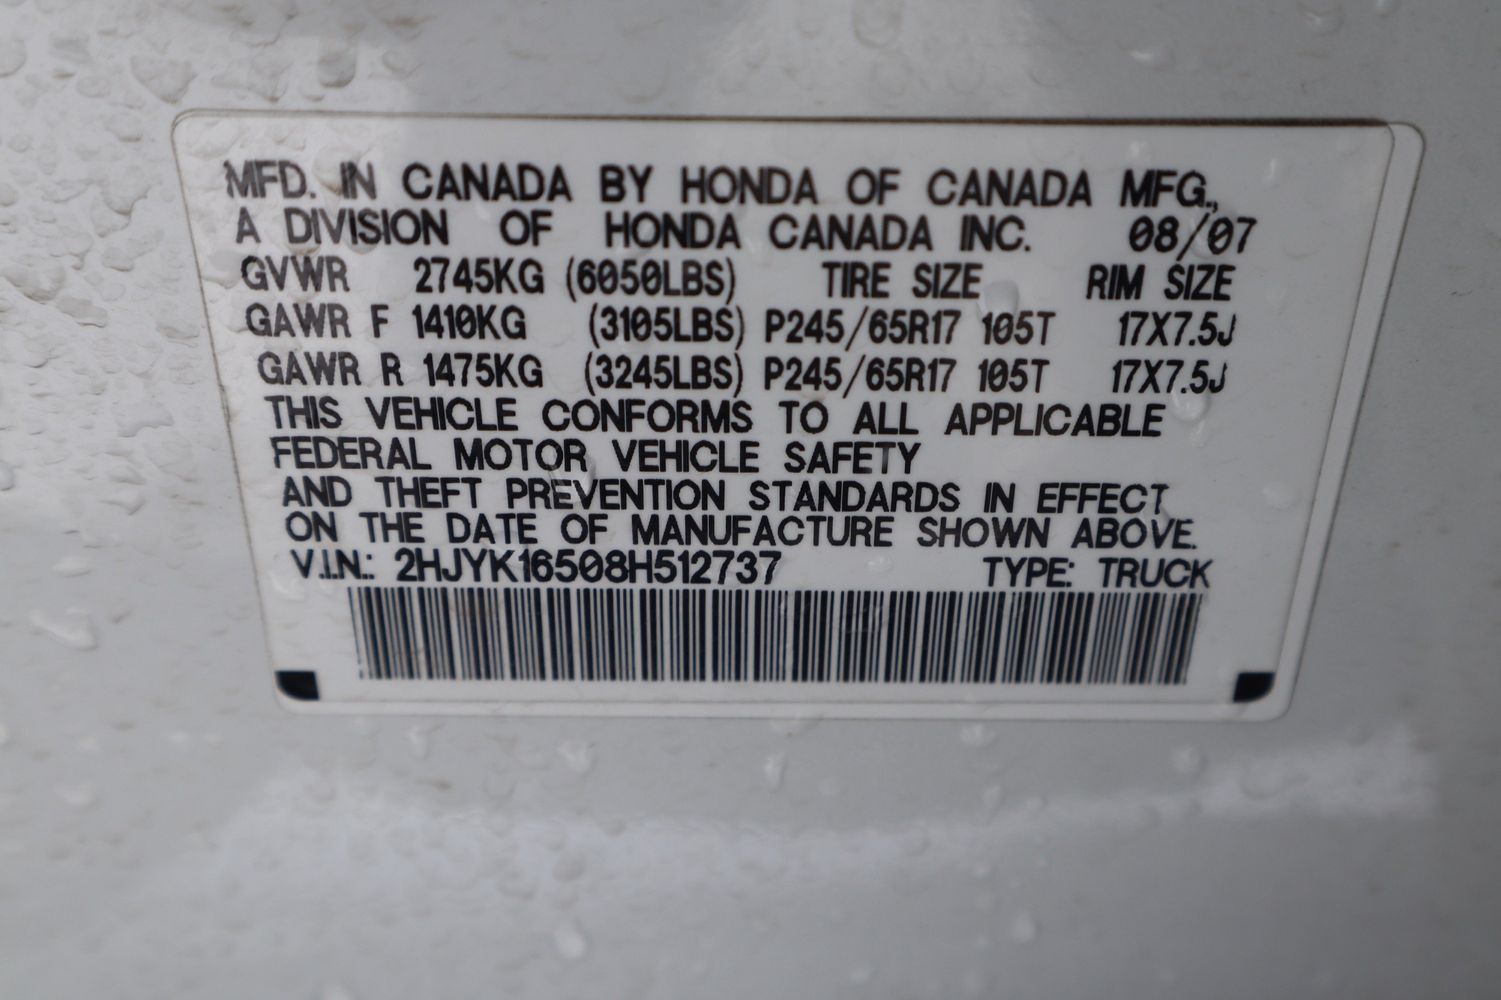 MFD. IN CANADA BY HONDA OF CANADA MFG.,
A DIVISION OF HONDA CANADA INC. 08/07
GVWR 2745KG (6050LBS) TIRE SIZE RIM SIZE
GAWR F 1410KG (3105LBS) P245/65R17 105T 17X7.5J
GAWR R 1475KG (3245LBS) P245/65R17 105T 17X7.5J
THIS VEHICLE CONFORMS TO ALL APPLICABLE
FEDERAL MOTOR VEHICLE SAFETY
AND THEFT PREVENTION STANDARDS IN EFFECT
ON THE DATE OF MANUFACTURE SHOWN ABOVE.
V.I.N.: 2HJYK16508H512737 TYPE: TRUCK